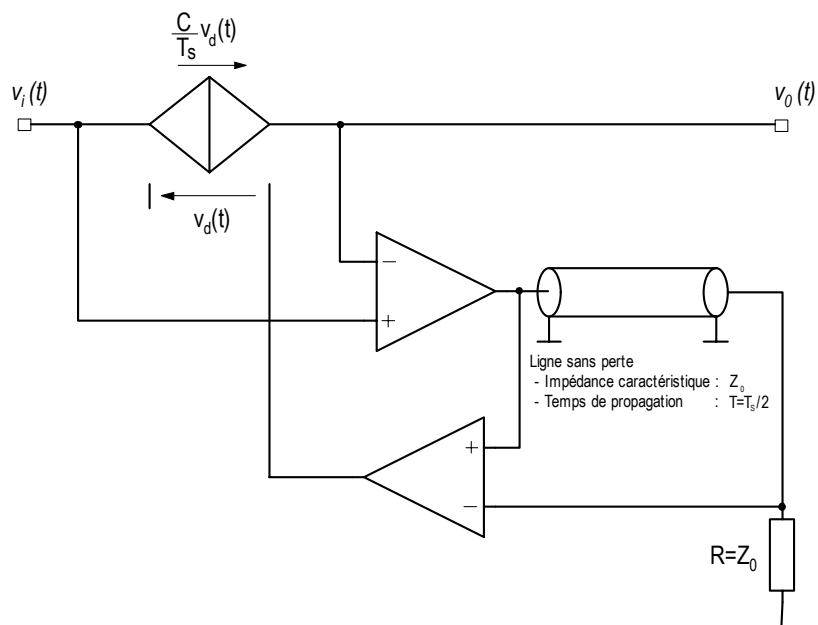 C/Ts vd(t)
vi(t)
v0(t)
vd(t)
−
+
Ligne sans perte
- Impédance caractéristique : Z0
- Temps de propagation : T=Ts/2
+
−
R=Z0